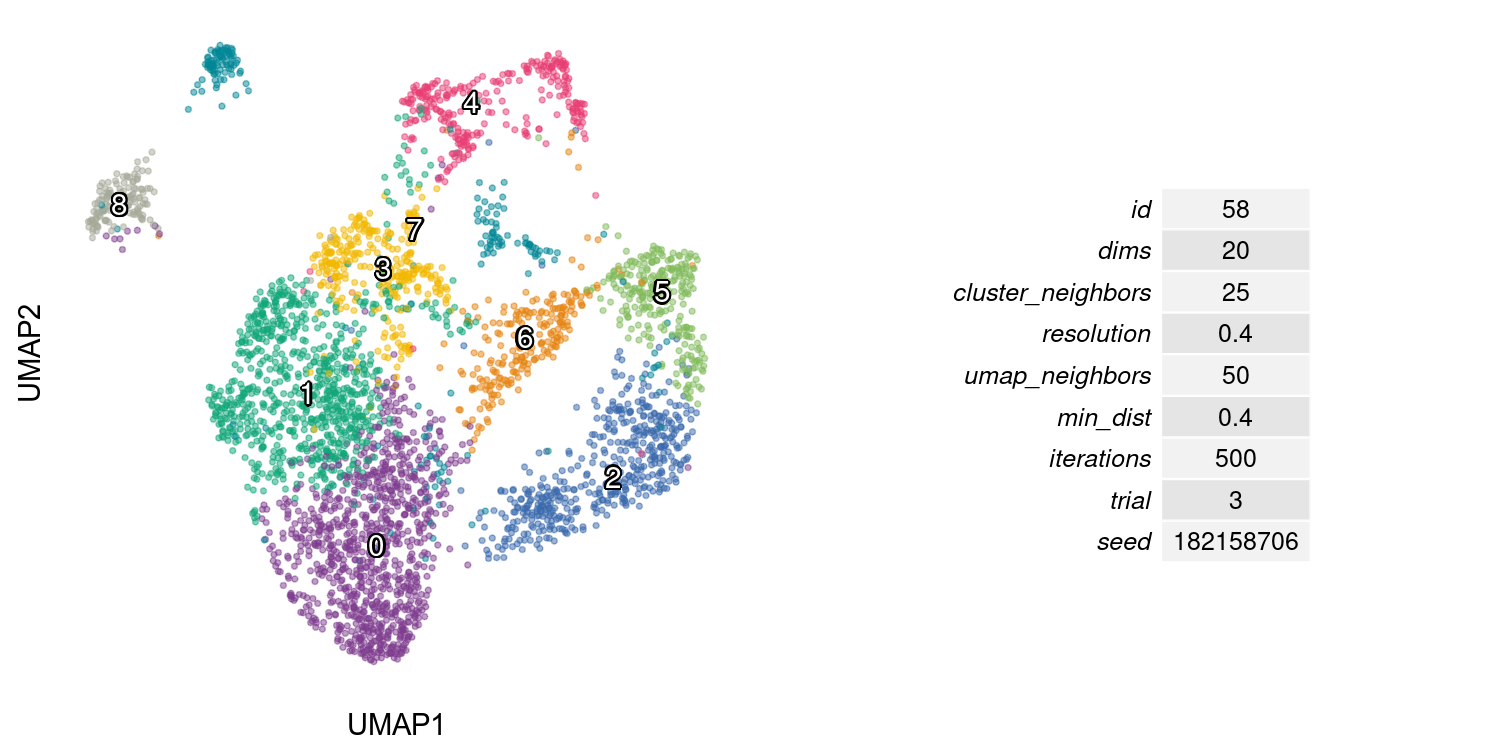 4
8
7
3
5
6
1
2
0
UMAP1
UMAP2
id 58
dims 20
cluster_neighbors 25
resolution 0.4
umap_neighbors 50
min_dist 0.4
iterations 500
trial 3
seed 182158706